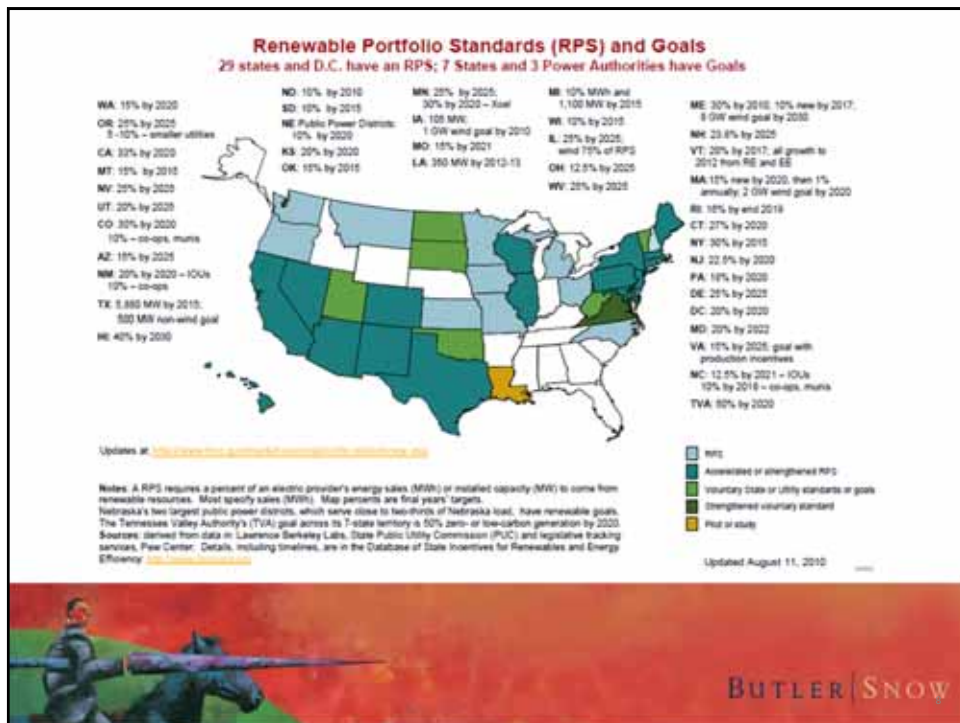 Renewable Portfolio Standards (RPS) and Goals
29 states and D.C. have an RPS; 7 States and 3 Power Authorities have Goals
WA: 15% by 2020
OR: 25% by 2025
5 -10% – smaller utilities
CA: 33% by 2020
MT: 15% by 2015
NV: 25% by 2025
UT: 20% by 2025
CO: 30% by 2020
10% – co-ops, munis
AZ: 15% by 2025
NM: 20% by 2020 – IOUs
10% – co-ops
TX: 5,880 MW by 2015;
500 MW non-wind goal
HI: 40% by 2030
ND: 10% by 2010
SD: 10% by 2015
NE Public Power Districts:
10% by 2020
KS: 20% by 2020
OK: 15% by 2015
MN: 25% by 2025;
30% by 2020 – Xcel
IA: 105 MW;
1 GW wind goal by 2010
MO: 15% by 2021
LA: 350 MW by 2012-13
MI: 10% MWh and
1,100 MW by 2015
WI: 10% by 2015
IL: 25% by 2025;
wind 75% of RPS
OH: 12.5% by 2025
WV: 25% by 2025
ME: 30% by 2010; 10% new by 2017;
8 GW wind goal by 2030
NH: 23.8% by 2025
VT: 20% by 2017; all growth to
2012 from RE and EE
MA: 15% new by 2020, then 1%
annually; 2 GW wind goal by 2020
RI: 16% by end 2019
CT: 27% by 2020
NY: 30% by 2015
NJ: 22.5% by 2020
PA: 18% by 2020
DE: 25% by 2025
DC: 20% by 2020
MD: 20% by 2022
VA: 15% by 2025; goal with
production incentives
NC: 12.5% by 2021 – IOUs
10% by 2018 – co-ops, munis
TVA: 50% by 2020
Updates at:
RPS
Accelerated or strengthened RPS
Voluntary State or Utility standards or goals
Strengthened voluntary standard
Pilot or study
Notes: A RPS requires a percent of an electric provider's energy sales (MWh) or installed capacity (MW) to come from
renewable resources. Most specify sales (MWh). Map percents are final years' targets.
Nebraska's two largest public power districts, which serve close to two-thirds of Nebraska load, have renewable goals.
The Tennessee Valley Authority's (TVA) goal across its 7-state territory is 50% zero- or low-carbon generation by 2020.
Sources: derived from data in: Lawrence Berkeley Labs, State Public Utility Commission (PUC) and legislative tracking
services, Pew Center. Details, including timelines, are in the Database of State Incentives for Renewables and Energy
Efficiency:
Updated August 11, 2010
BUTLER | SNOW